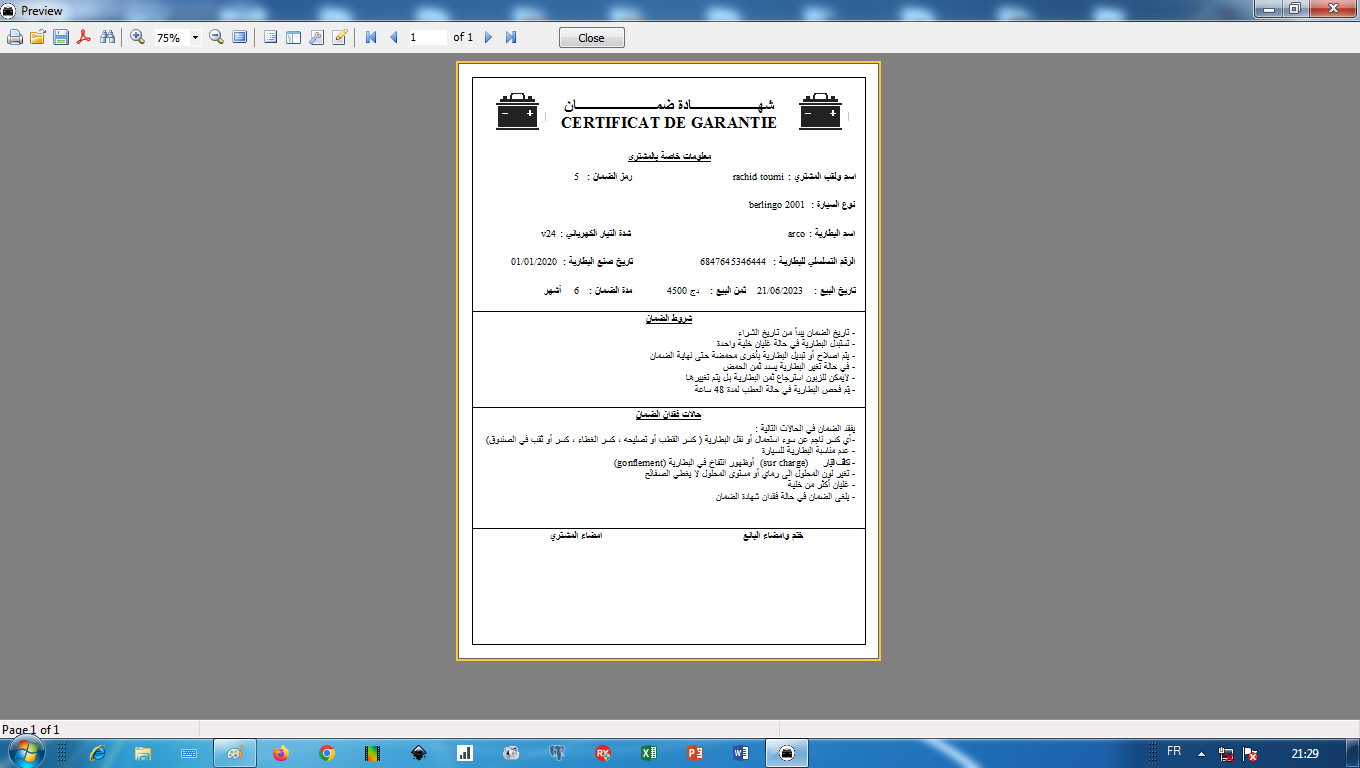 Preview
75%
1
of 1
Close
شهــــــــادة ضمــــــــــان
CERTIFICAT DE GARANTIE
معلومات خاصة بالمشتري
اسم ولقب المشتري : rachid toumi رمز الضمان : 5
نوع السيارة : berlingo 2001
اسم البطارية : arco شدة التيار الكهربائي : v24
الرقم التسلسلي للبطارية : 6847645346444 تاريخ صنع البطارية : 01/01/2020
تاريخ البيع : 21/06/2023 ثمن البيع : 4500 دج مدة الضمان : 6 أشهر
شروط الضمان
- تاريخ الضمان يبدأ من تاريخ الشراء
- تستبدل البطارية في حالة غليان خلية واحدة
- يتم اصلاح أو تبديل البطارية بأخرى محمضة حتى نهاية الضمان
- في حالة تغير البطارية يسدد ثمن الحمض
- لايمكن للزبون استرجاع ثمن البطارية بل يتم تغييرها
- يتم فحص البطارية في حالة العطب لمدة 48 ساعة
حالات فقدان الضمان
يفقد الضمان في الحالات التالية :
-أي كسر ناجم عن سوء استعمال أو نقل البطارية ( كسر القطب أو تصليحه ، كسر الغطاء ، كسر أو ثقب في الصندوق)
- عدم مناسبة البطارية للسيارة
- تكاثف التيار (sur charge) أوظهور انتفاخ في البطارية (gonflement)
- تغير لون المحلول الى رماي أو مستوى المحلول لا يغطي الصفائح
- غليان أكثر من خلية
- يلغى الضمان في حالة فقدان شهادة الضمان
ختم وامضاء البائع امضاء المشتري
Page 1 of 1
FR
21:29